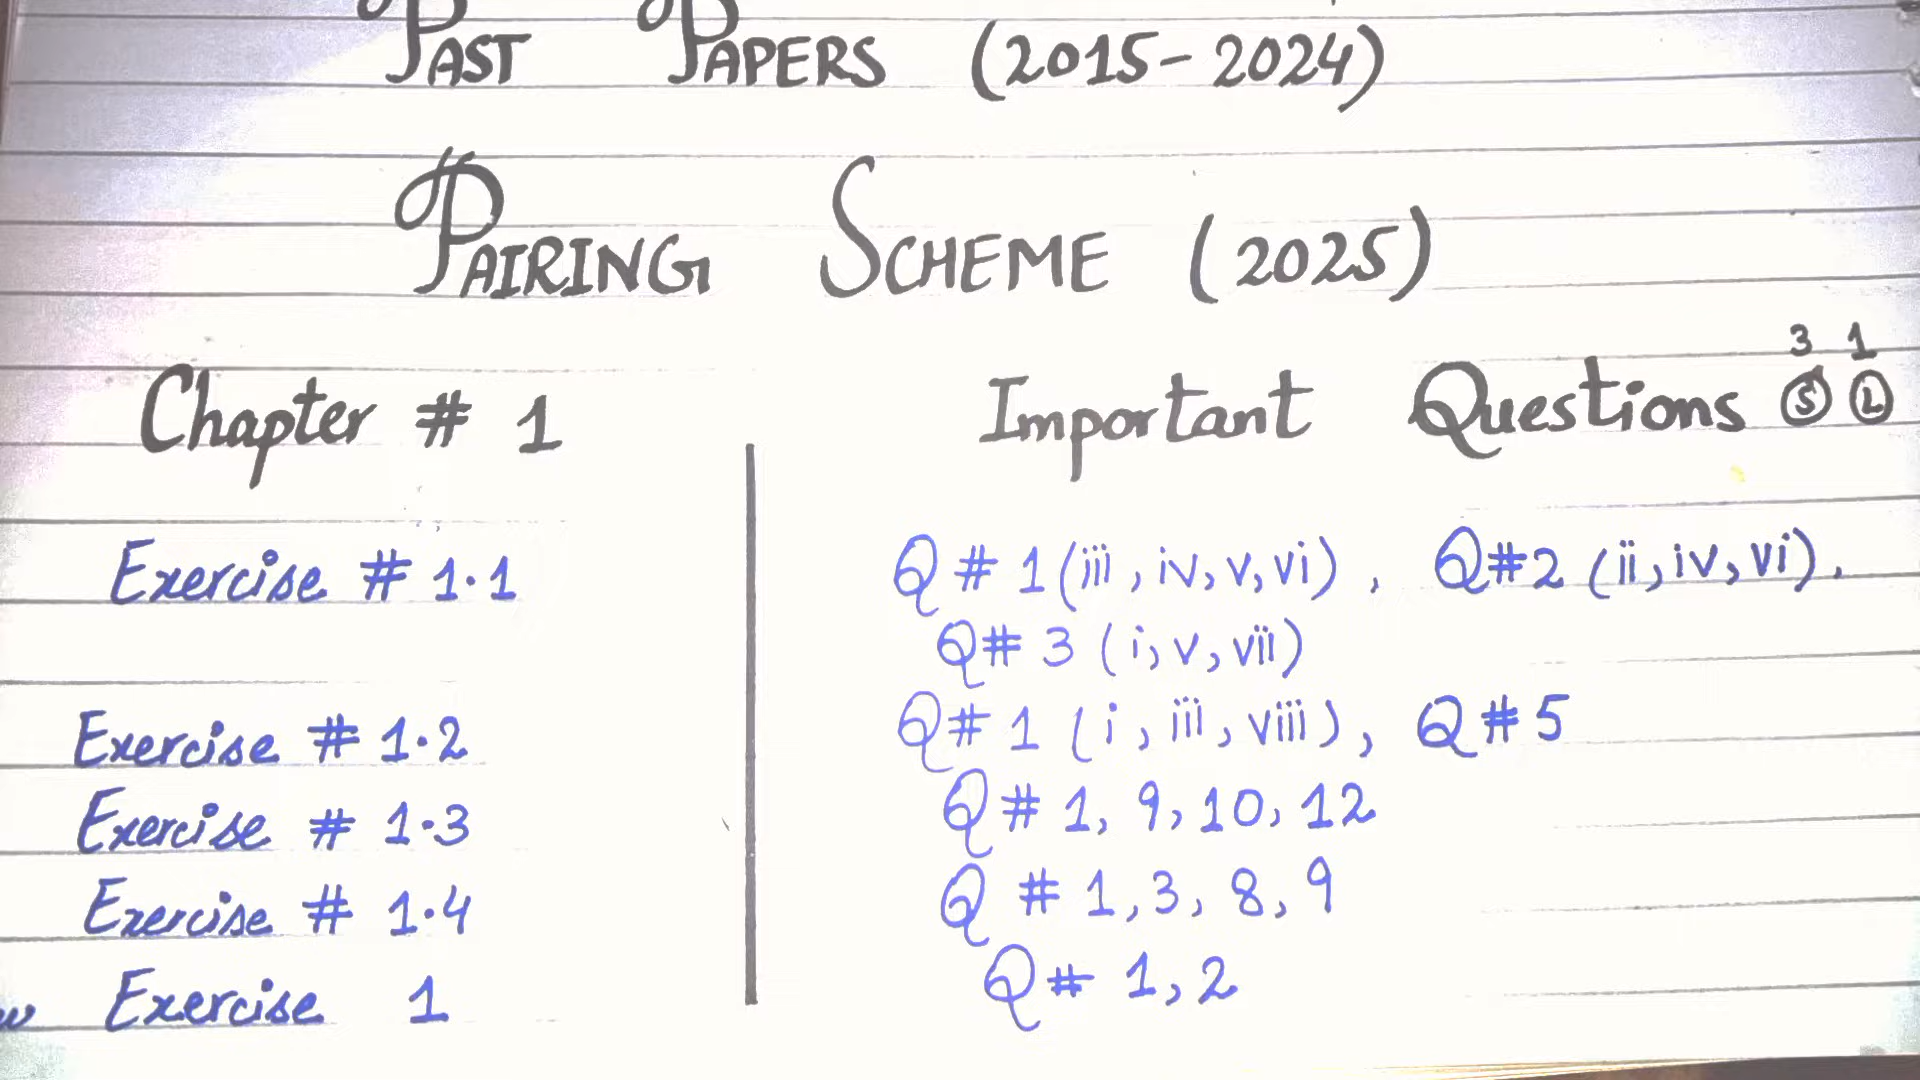 PAST PAPERS (2015-2024)
PAIRING SCHEME (2025)
3 1
Chapter # 1 Important Questions S L
Exercise # 1.1 Q # 1 (iii, iv, v, vi), Q#2 (ii, iv, vi).
Q# 3 (i, v, vii)
Exercise # 1.2 Q# 1 (i, iii, viii), Q # 5
Exercise # 1.3 Q # 1, 9, 10, 12
Exercise # 1.4 Q # 1, 3, 8, 9
Exercise 1 Q# 1, 2